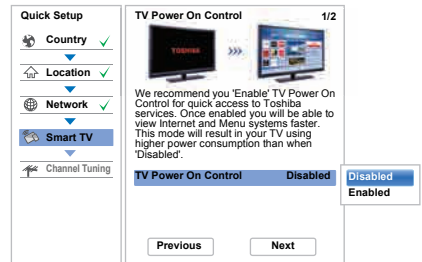 Quick Setup
Country
Location
Network
Smart TV
Channel Tuning
TV Power On Control 1/2
TOSHIBA
We recommend you 'Enable' TV Power On
Control for quick access to Toshiba
services. Once enabled you will be able to
view Internet and Menu systems faster.
This mode will result in your TV using
higher power consumption than when
'Disabled'.
TV Power On Control Disabled
Disabled
Enabled
Previous Next